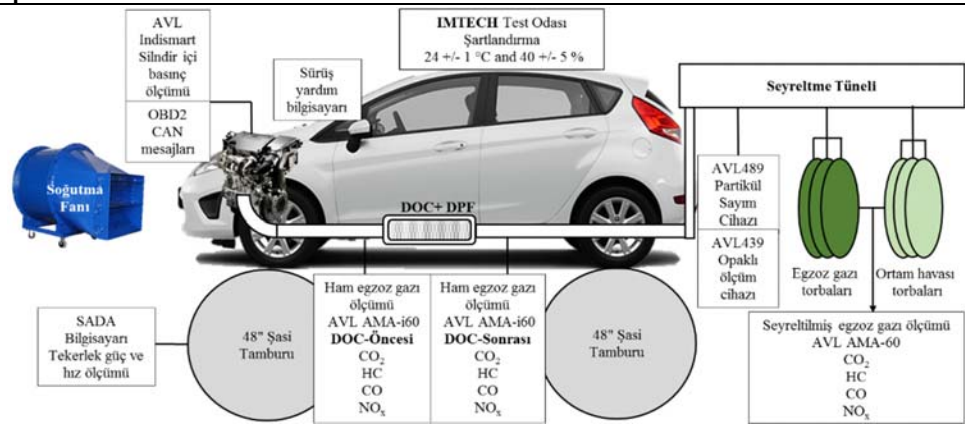 AVL
Indismart
Silndir içi
basınç
ölçümü
OBD2
CAN
mesajları
Sürüş
yardım
bilgisayarı
IMTECH Test Odası
Şartlandırma
24 +/- 1 °C and 40 +/- 5 %
Seyreltme Tüneli
Soğutma
Fanı
DOC+ DPF
AVL489
Partikül
Sayım
Cihazı
AVL439
Opaklı
ölçüm
cihazı
Egzoz gazı
torbaları
Ortam havası
torbaları
SADA
Bilgisayarı
Tekerlek güç ve
hız ölçümü
48" Şasi
Tamburu
Ham egzoz gazı
ölçümü
AVL AMA-i60
DOC-Öncesi
CO₂
HC
CO
NOₓ
Ham egzoz gazı
ölçümü
AVL AMA-i60
DOC-Sonrası
CO₂
HC
CO
NOₓ
48" Şasi
Tamburu
Seyreltilmiş egzoz gazı ölçümü
AVL AMA-60
CO₂
HC
CO
NOₓ